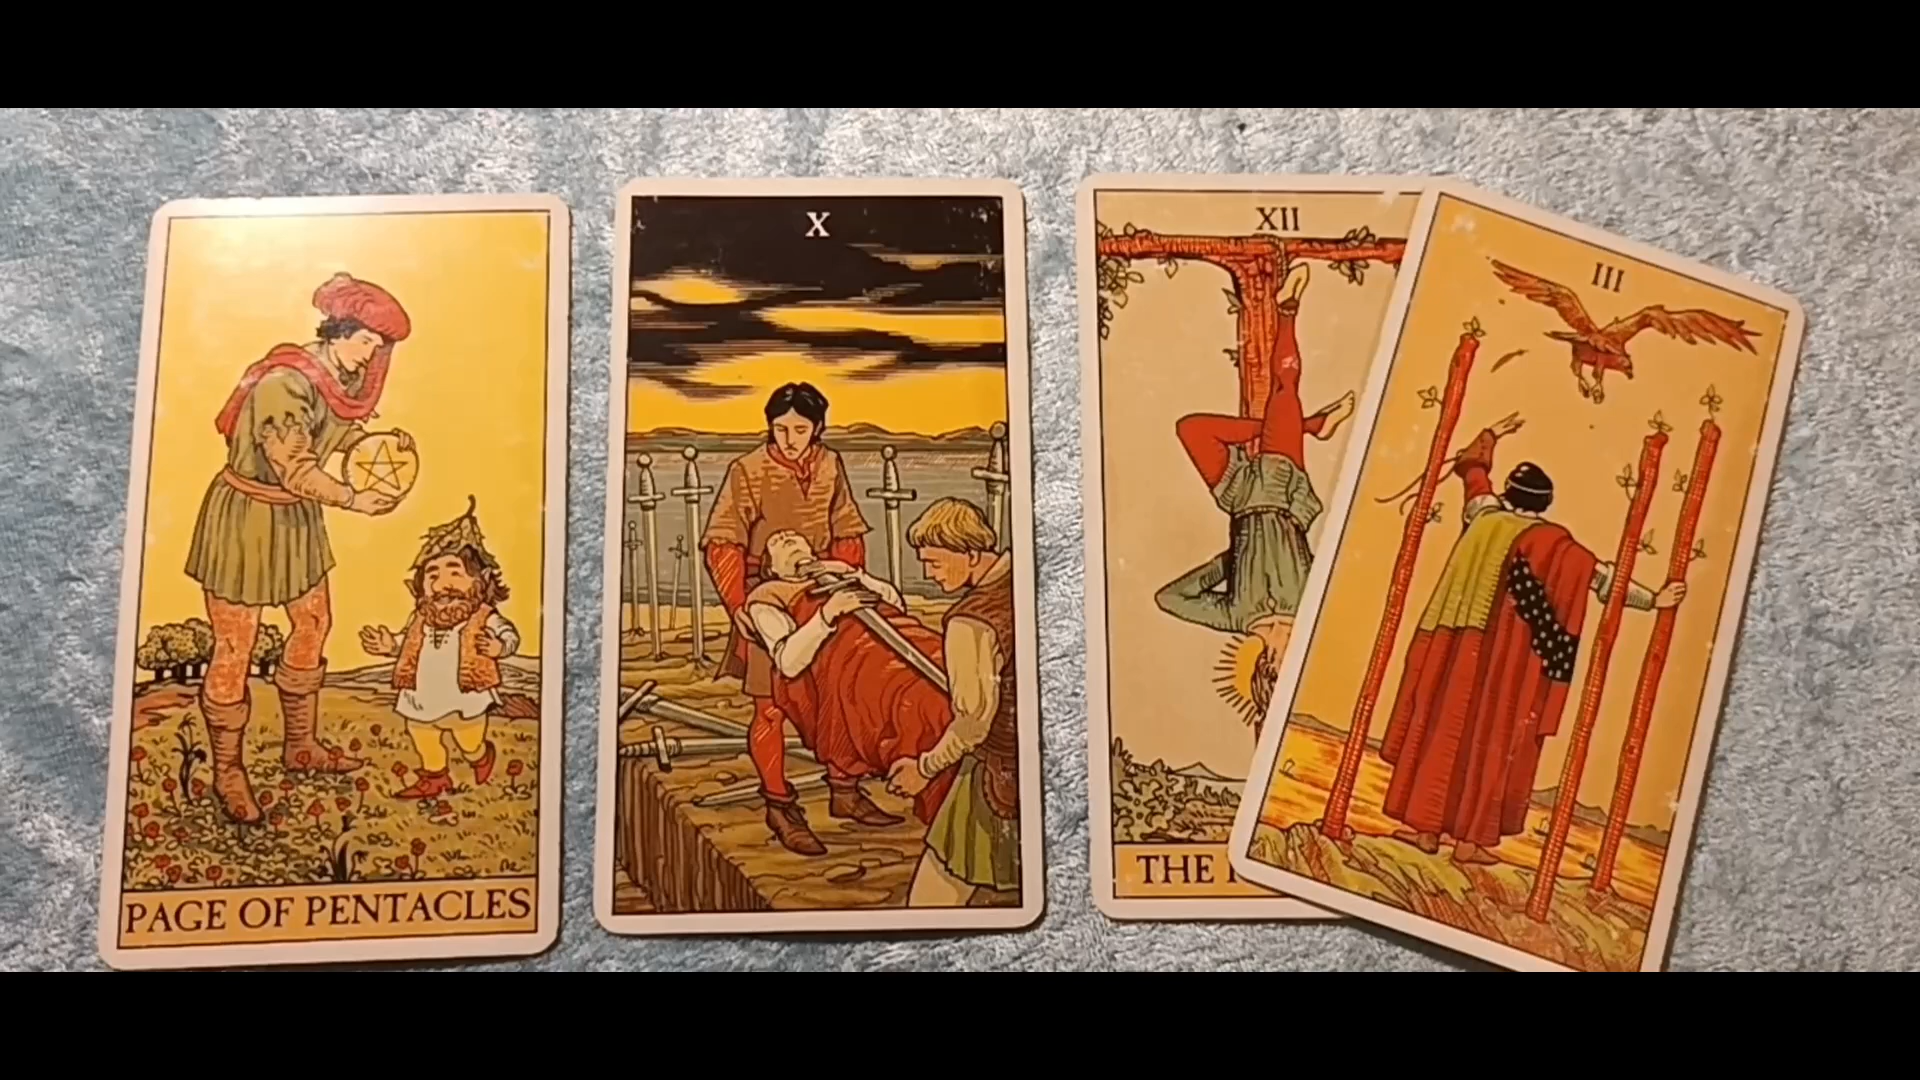 PAGE OF PENTACLES
X
XII
THE
III